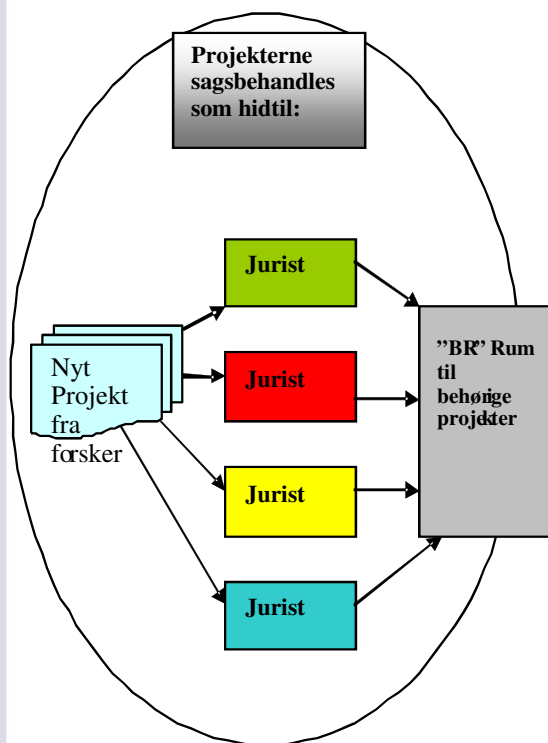 Projekterne
sagsbehandles
som hidtil:
Jurist
Nyt
Projekt
fra
forsker
Jurist
Jurist
Jurist
”BR” Rum
til
behørige
projekter